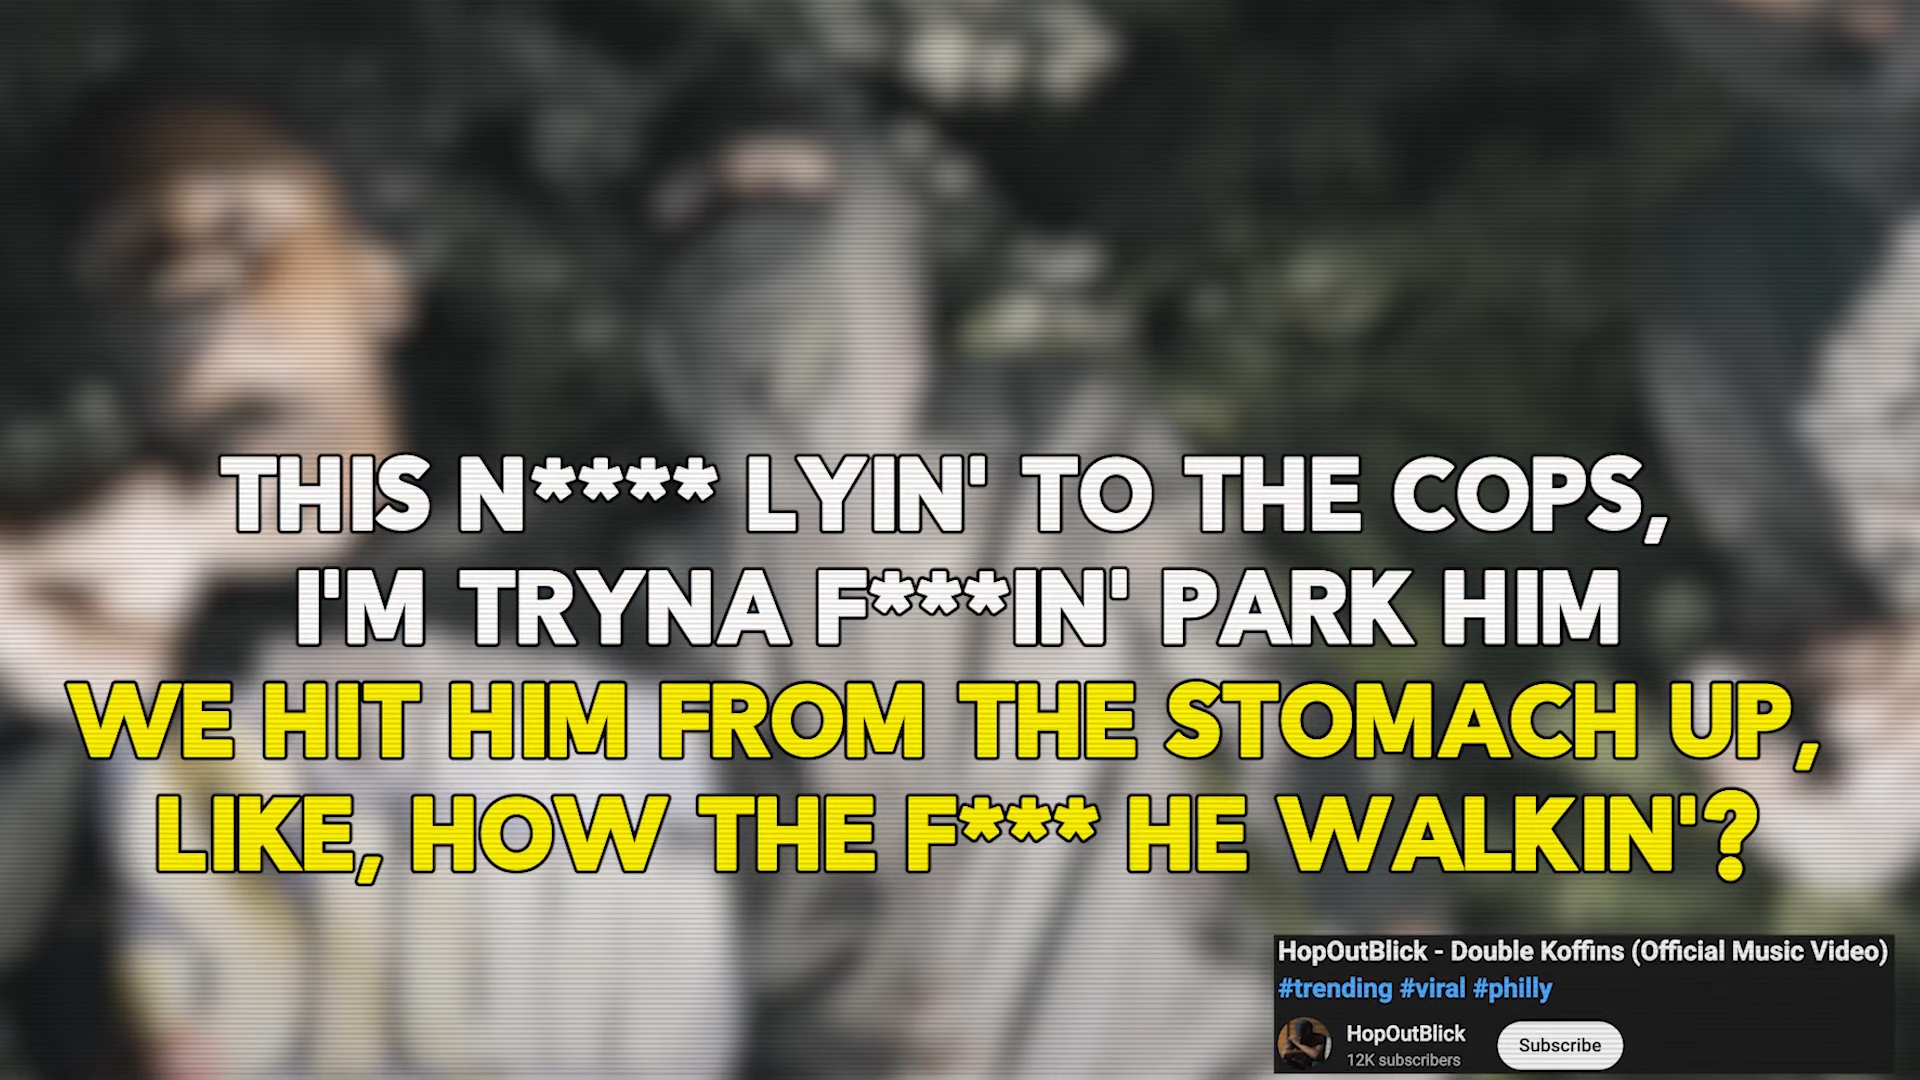 THIS N**** LYIN' TO THE COPS,
I'M TRYNA F***IN' PARK HIM
WE HIT HIM FROM THE STOMACH UP,
LIKE, HOW THE F*** HE WALKIN'?
HopOutBlick - Double Koffins (Official Music Video)
#trending #viral #philly
HopOutBlick
12K subscribers
Subscribe